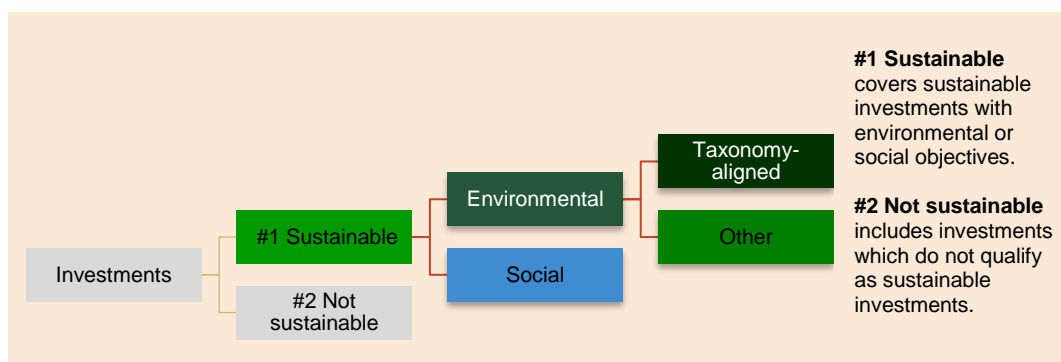 Investments
#1 Sustainable
#2 Not
sustainable
Environmental
Social
Taxonomy-
aligned
Other
#1 Sustainable
covers sustainable
investments with
environmental or
social objectives.
#2 Not sustainable
includes investments
which do not qualify
as sustainable
investments.